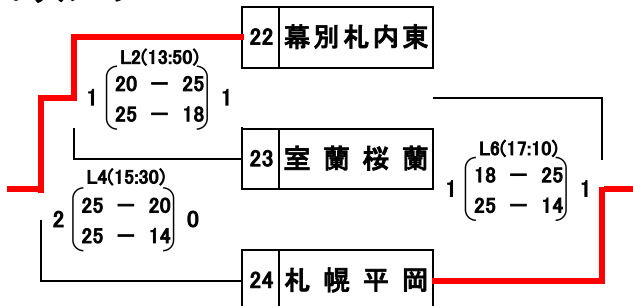 22 幕別札内東
L2(13:50)
1 20 － 25 1
25 － 18
23 室蘭桜蘭
L4(15:30)
2 25 － 20 0
25 － 14
L6(17:10)
1 18 － 25 1
25 － 14
24 札幌平岡